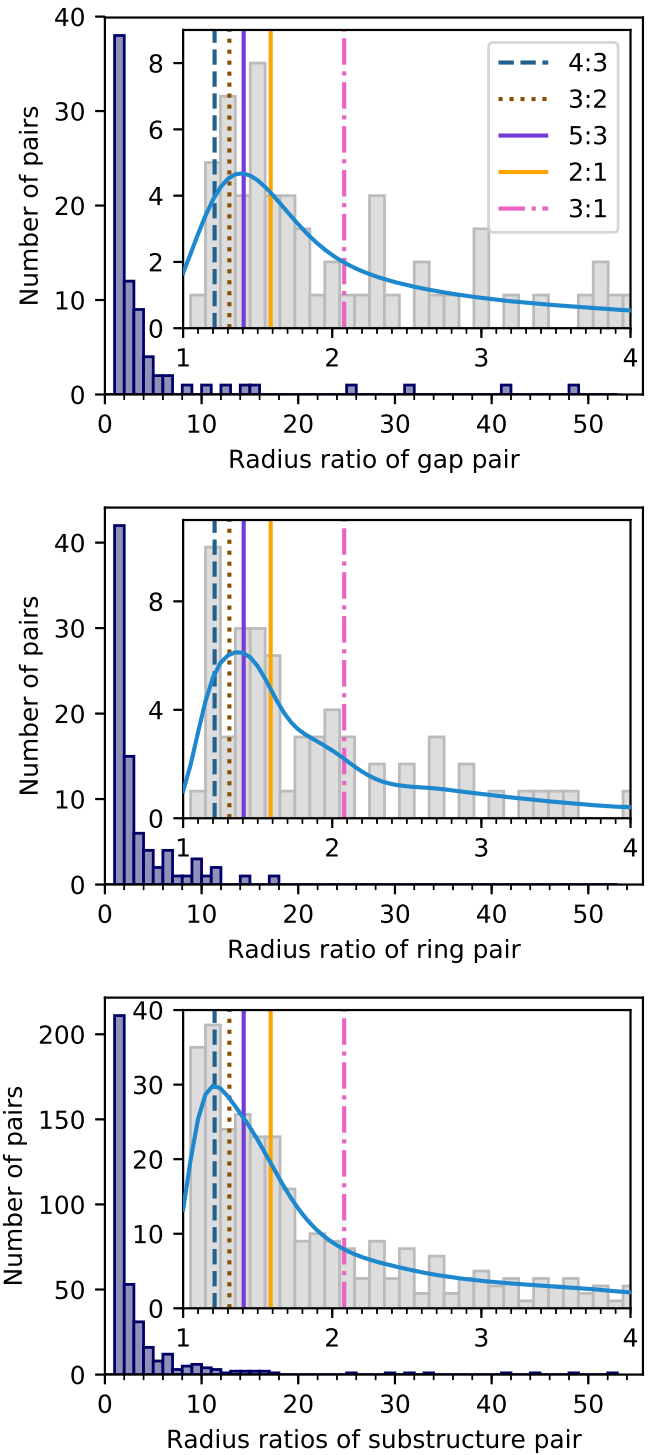 40
30
20
10
0
Number of pairs
8
6
4
2
0
1 2 3 4
4:3
3:2
5:3
2:1
3:1
0 10 20 30 40 50
Radius ratio of gap pair
40
30
20
10
0
Number of pairs
8
4
0
1 2 3 4
0 10 20 30 40 50
Radius ratio of ring pair
200
150
100
50
0
Number of pairs
40
30
20
10
0
1 2 3 4
0 10 20 30 40 50
Radius ratios of substructure pair